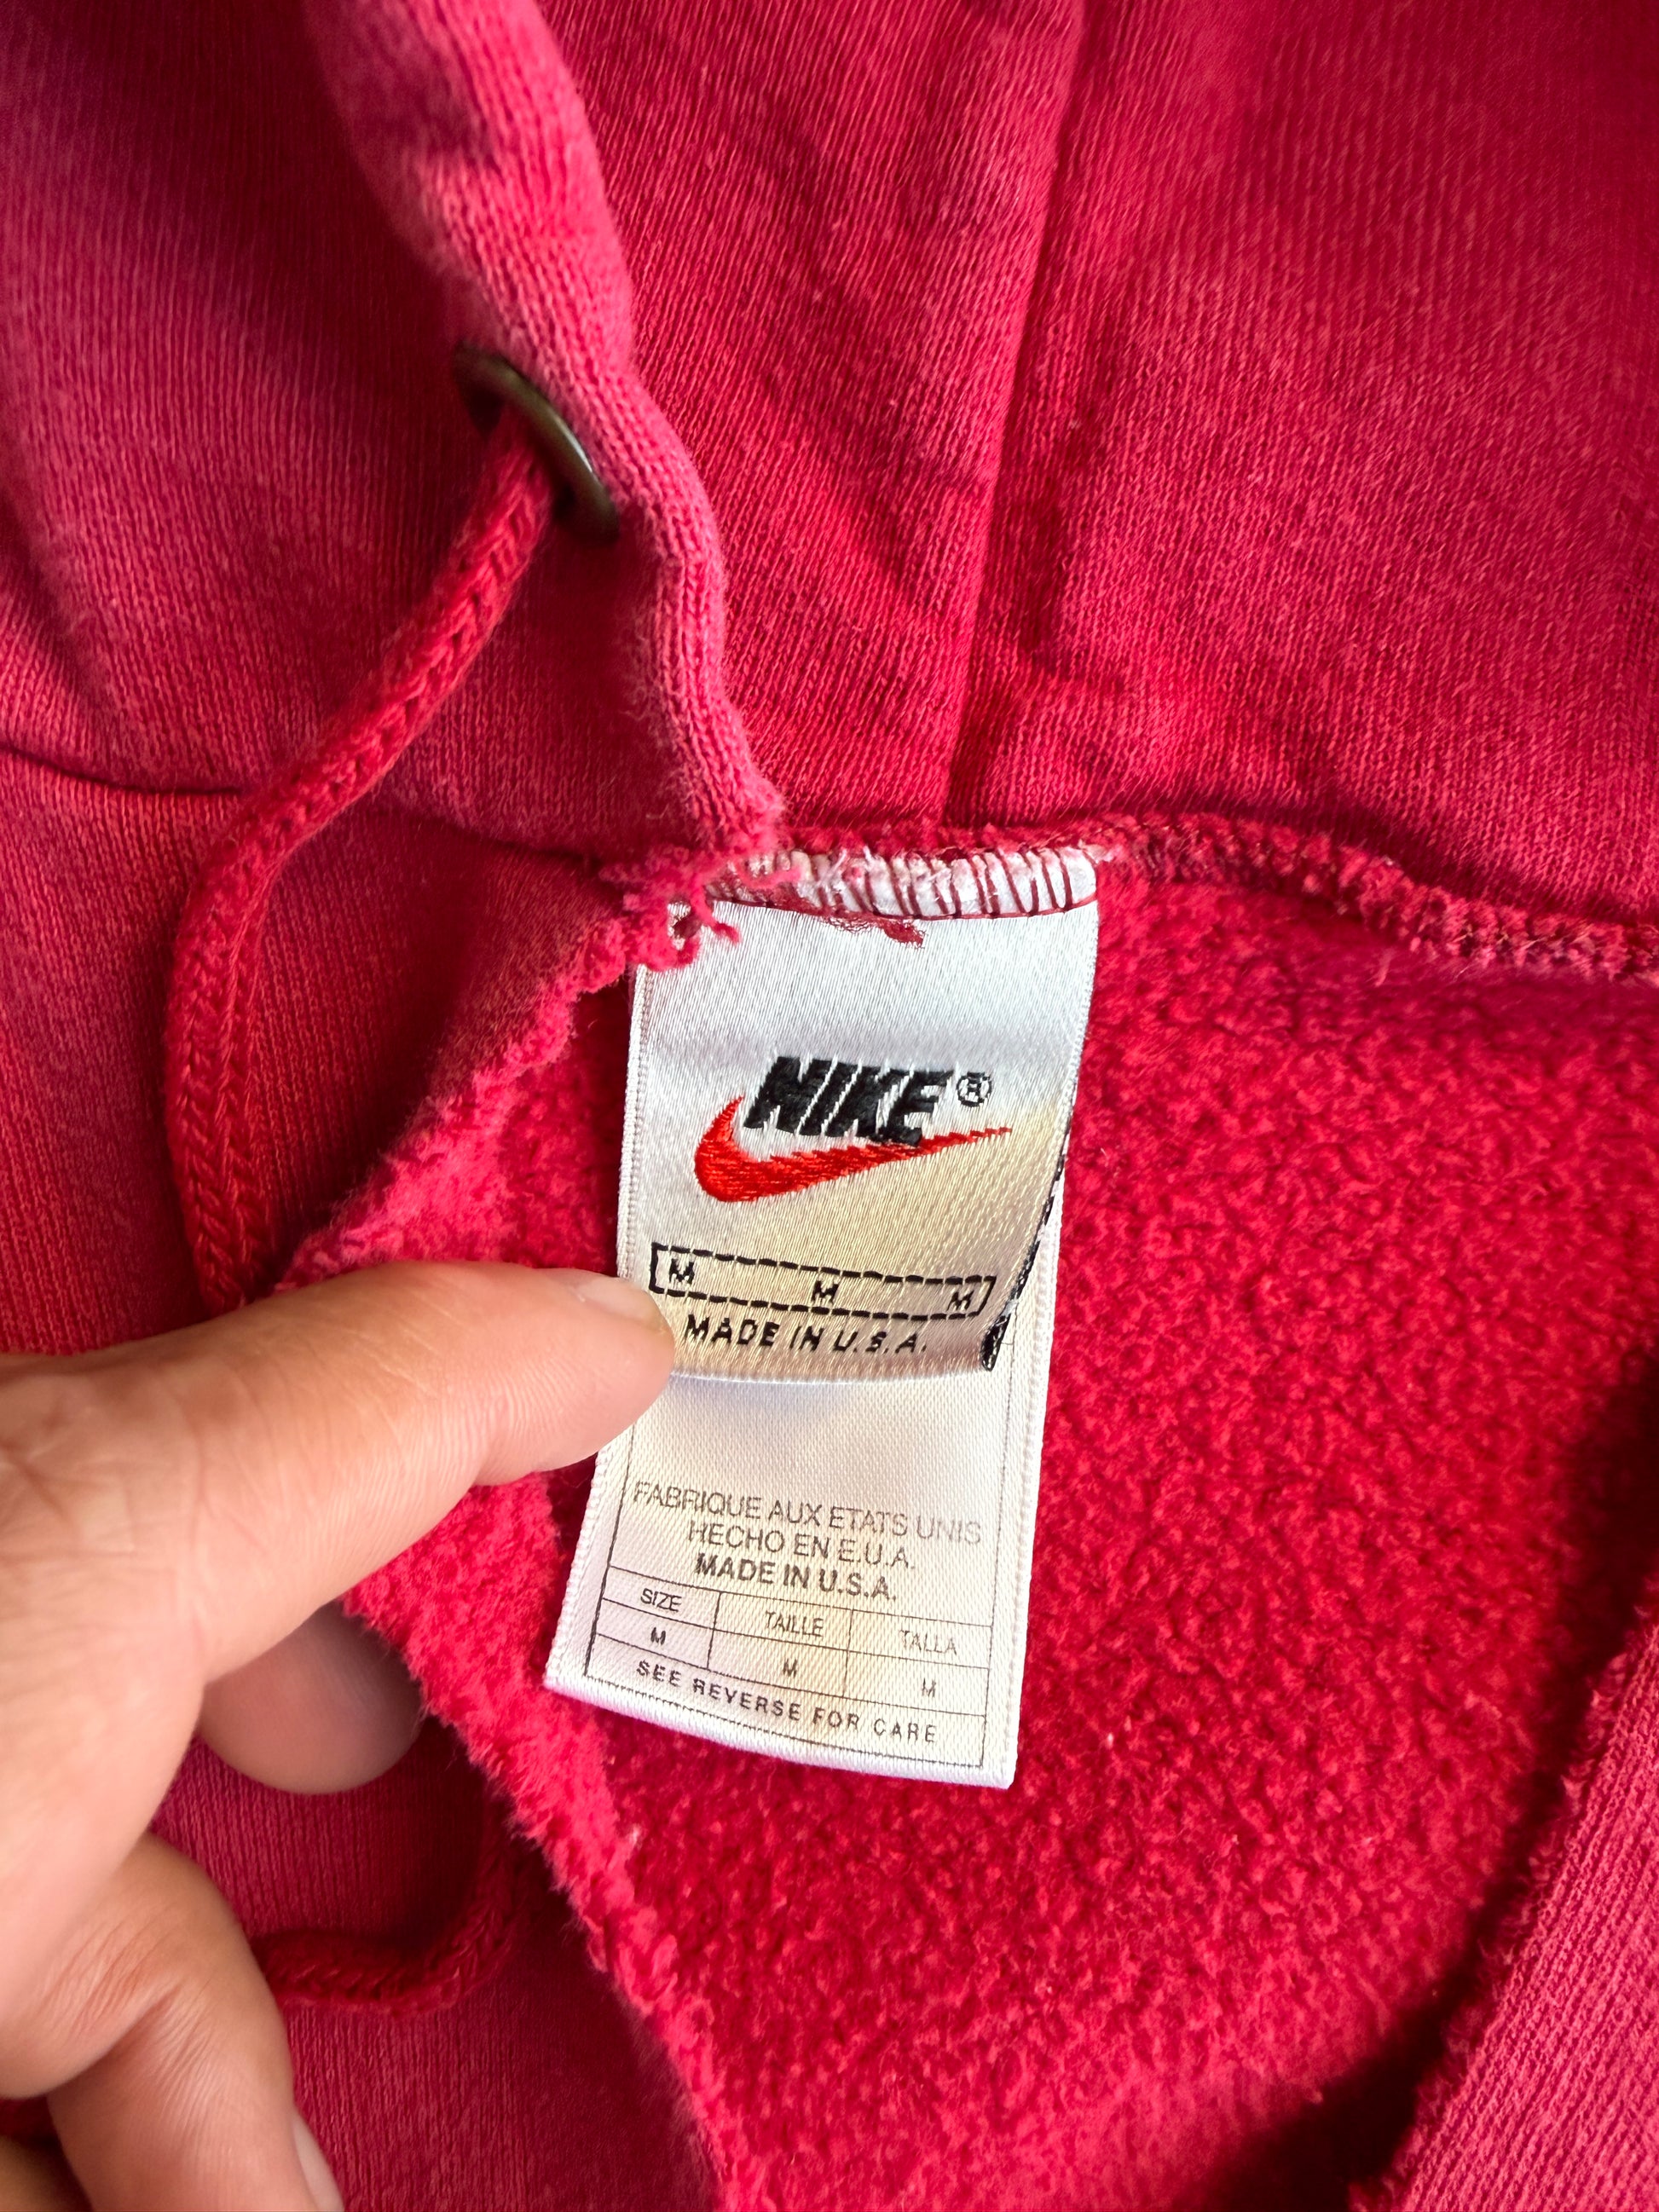 NIKE®
M M M
MADE IN U.S.A.
FABRIQUE AUX ETATS UNIS
HECHO EN E.U.A.
MADE IN U.S.A.
SIZE TAILLE TALLA
M M M
SEE REVERSE FOR CARE